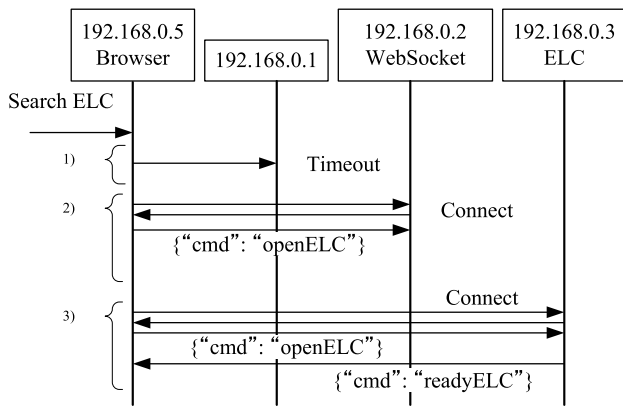 192.168.0.5
Browser
192.168.0.1
192.168.0.2
WebSocket
192.168.0.3
ELC
Search ELC
1)
Timeout
2)
Connect
{“cmd”: “openELC”}
3)
Connect
{“cmd”: “openELC”}
{“cmd”: “readyELC”}